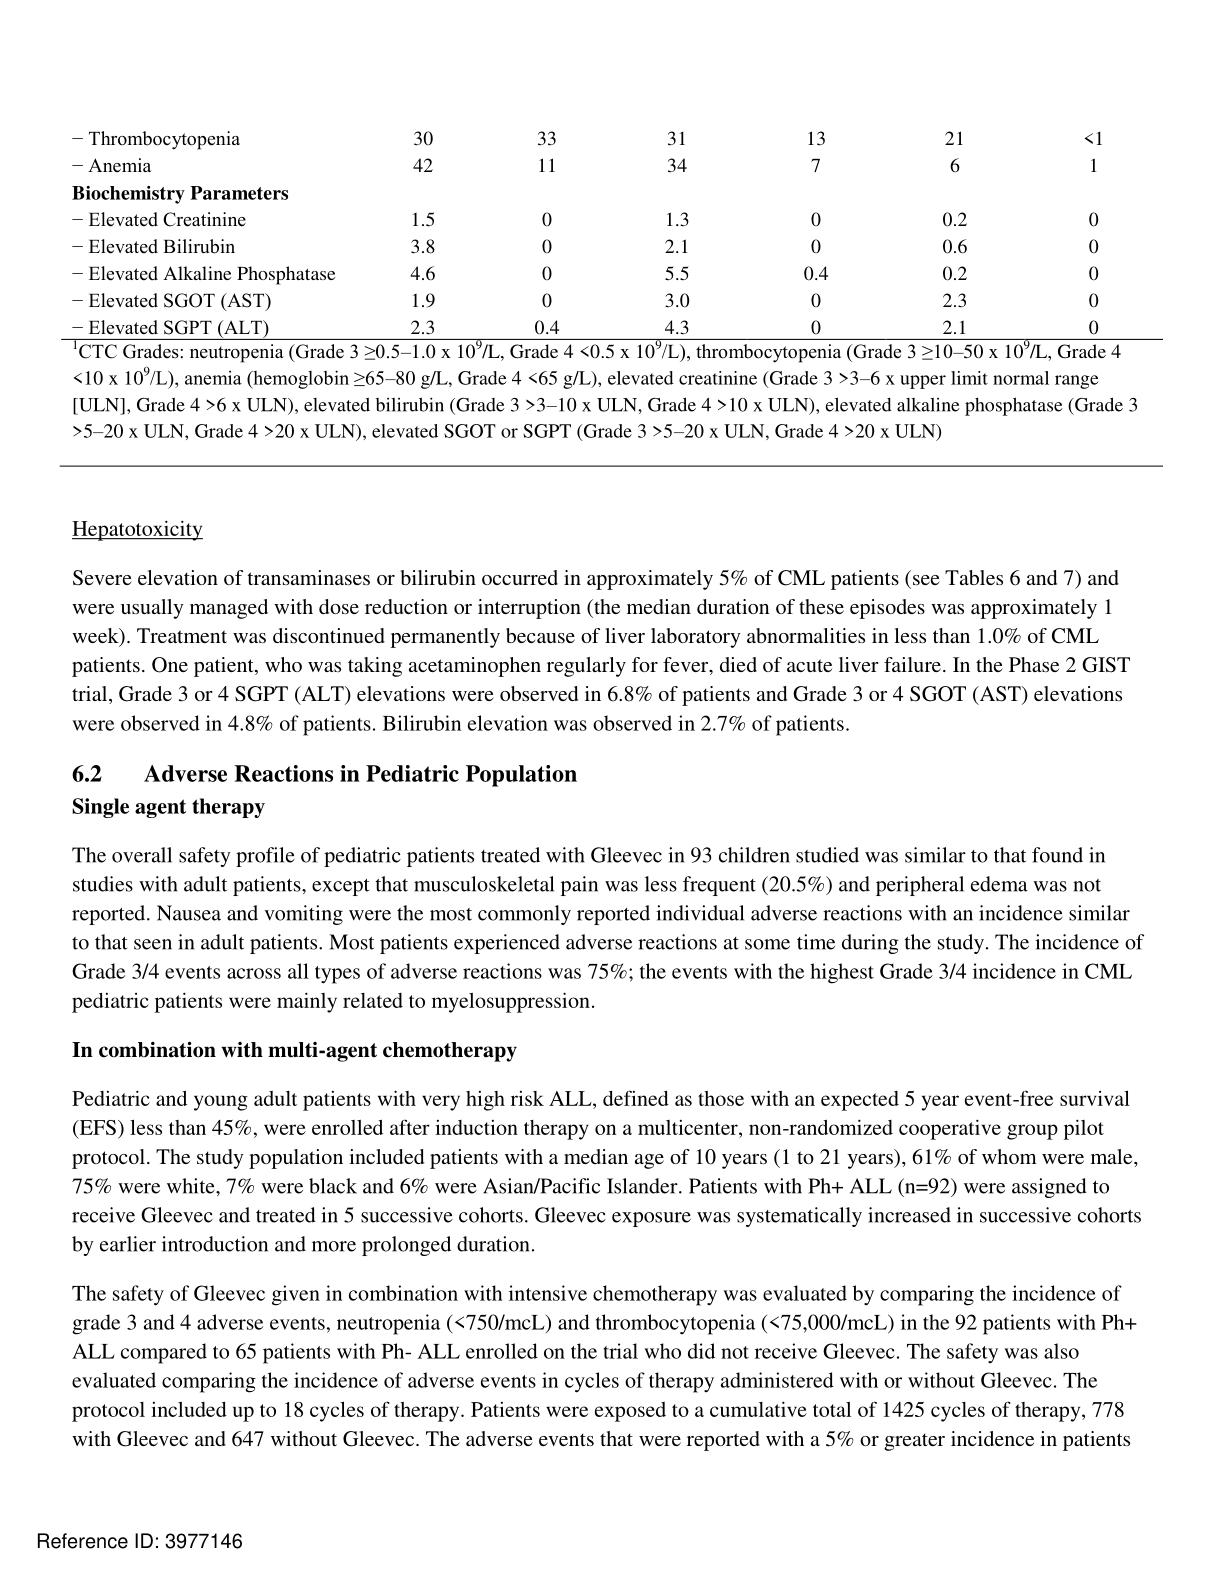 − Thrombocytopenia 30 33 31 13 21 <1
− Anemia 42 11 34 7 6 1
Biochemistry Parameters
− Elevated Creatinine 1.5 0 1.3 0 0.2 0
− Elevated Bilirubin 3.8 0 2.1 0 0.6 0
− Elevated Alkaline Phosphatase 4.6 0 5.5 0.4 0.2 0
− Elevated SGOT (AST) 1.9 0 3.0 0 2.3 0
− Elevated SGPT (ALT) 2.3 0.4 4.3 0 2.1 0
¹CTC Grades: neutropenia (Grade 3 ≥0.5–1.0 x 10⁹/L, Grade 4 <0.5 x 10⁹/L), thrombocytopenia (Grade 3 ≥10–50 x 10⁹/L, Grade 4
<10 x 10⁹/L), anemia (hemoglobin ≥65–80 g/L, Grade 4 <65 g/L), elevated creatinine (Grade 3 >3–6 x upper limit normal range
[ULN], Grade 4 >6 x ULN), elevated bilirubin (Grade 3 >3–10 x ULN, Grade 4 >10 x ULN), elevated alkaline phosphatase (Grade 3
>5–20 x ULN, Grade 4 >20 x ULN), elevated SGOT or SGPT (Grade 3 >5–20 x ULN, Grade 4 >20 x ULN)
Hepatotoxicity
Severe elevation of transaminases or bilirubin occurred in approximately 5% of CML patients (see Tables 6 and 7) and
were usually managed with dose reduction or interruption (the median duration of these episodes was approximately 1
week). Treatment was discontinued permanently because of liver laboratory abnormalities in less than 1.0% of CML
patients. One patient, who was taking acetaminophen regularly for fever, died of acute liver failure. In the Phase 2 GIST
trial, Grade 3 or 4 SGPT (ALT) elevations were observed in 6.8% of patients and Grade 3 or 4 SGOT (AST) elevations
were observed in 4.8% of patients. Bilirubin elevation was observed in 2.7% of patients.
6.2 Adverse Reactions in Pediatric Population
Single agent therapy
The overall safety profile of pediatric patients treated with Gleevec in 93 children studied was similar to that found in
studies with adult patients, except that musculoskeletal pain was less frequent (20.5%) and peripheral edema was not
reported. Nausea and vomiting were the most commonly reported individual adverse reactions with an incidence similar
to that seen in adult patients. Most patients experienced adverse reactions at some time during the study. The incidence of
Grade 3/4 events across all types of adverse reactions was 75%; the events with the highest Grade 3/4 incidence in CML
pediatric patients were mainly related to myelosuppression.
In combination with multi-agent chemotherapy
Pediatric and young adult patients with very high risk ALL, defined as those with an expected 5 year event-free survival
(EFS) less than 45%, were enrolled after induction therapy on a multicenter, non-randomized cooperative group pilot
protocol. The study population included patients with a median age of 10 years (1 to 21 years), 61% of whom were male,
75% were white, 7% were black and 6% were Asian/Pacific Islander. Patients with Ph+ ALL (n=92) were assigned to
receive Gleevec and treated in 5 successive cohorts. Gleevec exposure was systematically increased in successive cohorts
by earlier introduction and more prolonged duration.
The safety of Gleevec given in combination with intensive chemotherapy was evaluated by comparing the incidence of
grade 3 and 4 adverse events, neutropenia (<750/mcL) and thrombocytopenia (<75,000/mcL) in the 92 patients with Ph+
ALL compared to 65 patients with Ph- ALL enrolled on the trial who did not receive Gleevec. The safety was also
evaluated comparing the incidence of adverse events in cycles of therapy administered with or without Gleevec. The
protocol included up to 18 cycles of therapy. Patients were exposed to a cumulative total of 1425 cycles of therapy, 778
with Gleevec and 647 without Gleevec. The adverse events that were reported with a 5% or greater incidence in patients
Reference ID: 3977146